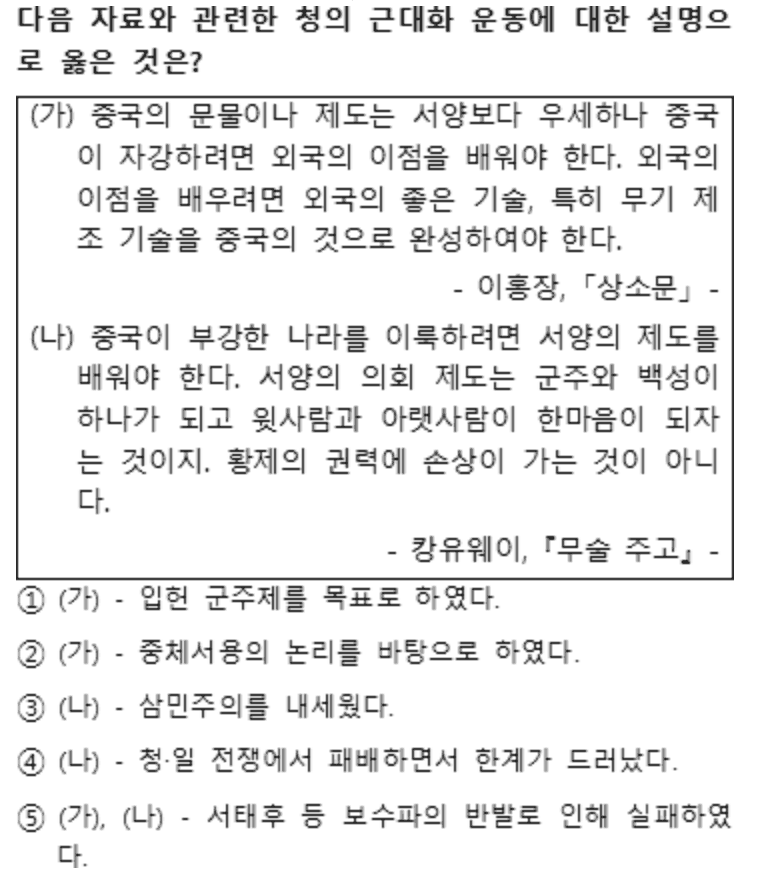 다음 자료와 관련한 청의 근대화 운동에 대한 설명으
로 옳은 것은?
(가) 중국의 문물이나 제도는 서양보다 우세하나 중국
이 자강하려면 외국의 이점을 배워야 한다. 외국의
이점을 배우려면 외국의 좋은 기술, 특히 무기 제
조 기술을 중국의 것으로 완성하여야 한다.
- 이홍장, 「상소문」 -
(나) 중국이 부강한 나라를 이룩하려면 서양의 제도를
배워야 한다. 서양의 의회 제도는 군주와 백성이
하나가 되고 윗사람과 아랫사람이 한마음이 되자
는 것이지. 황제의 권력에 손상이 가는 것이 아니
다.
- 캉유웨이, 『무술 주고』 -
① (가) - 입헌 군주제를 목표로 하였다.
② (가) - 중체서용의 논리를 바탕으로 하였다.
③ (나) - 삼민주의를 내세웠다.
④ (나) - 청·일 전쟁에서 패배하면서 한계가 드러났다.
⑤ (가), (나) - 서태후 등 보수파의 반발로 인해 실패하였
다.